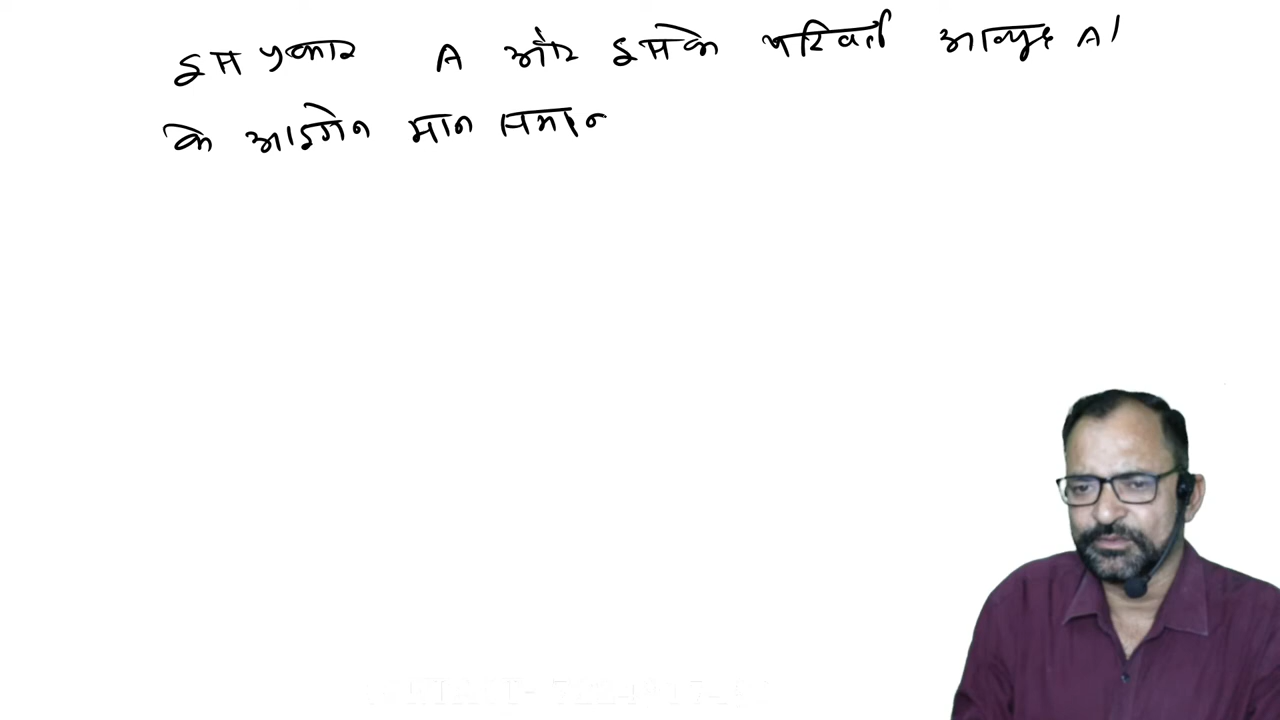 इस प्रकार A और इसके परिवर्त आव्यूह A'
के आइगेन मान समान